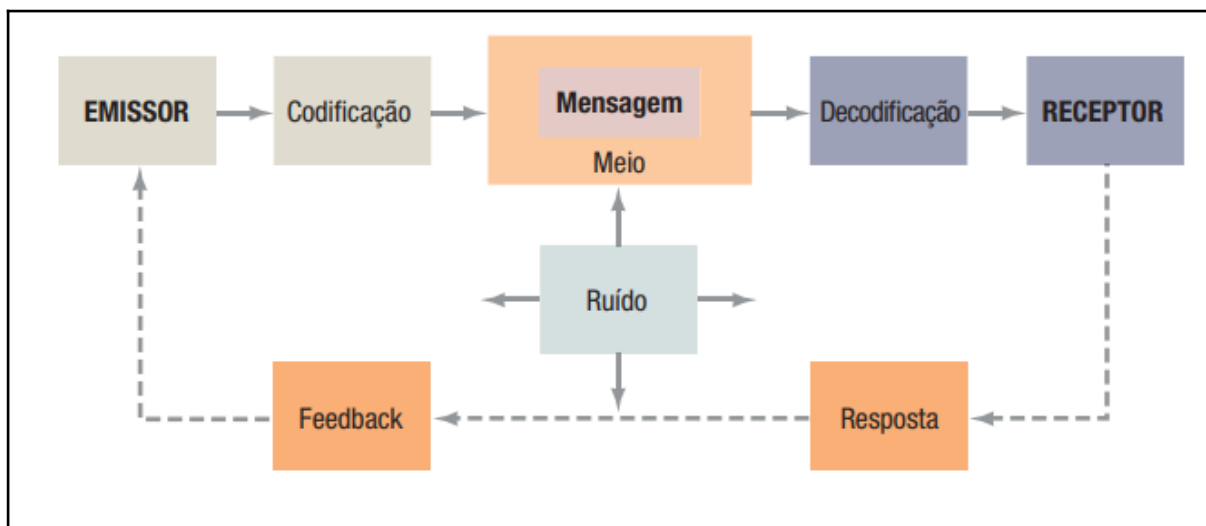 EMISSOR
Codificação
Mensagem
Meio
Decodificação
RECEPTOR
Ruído
Feedback
Resposta